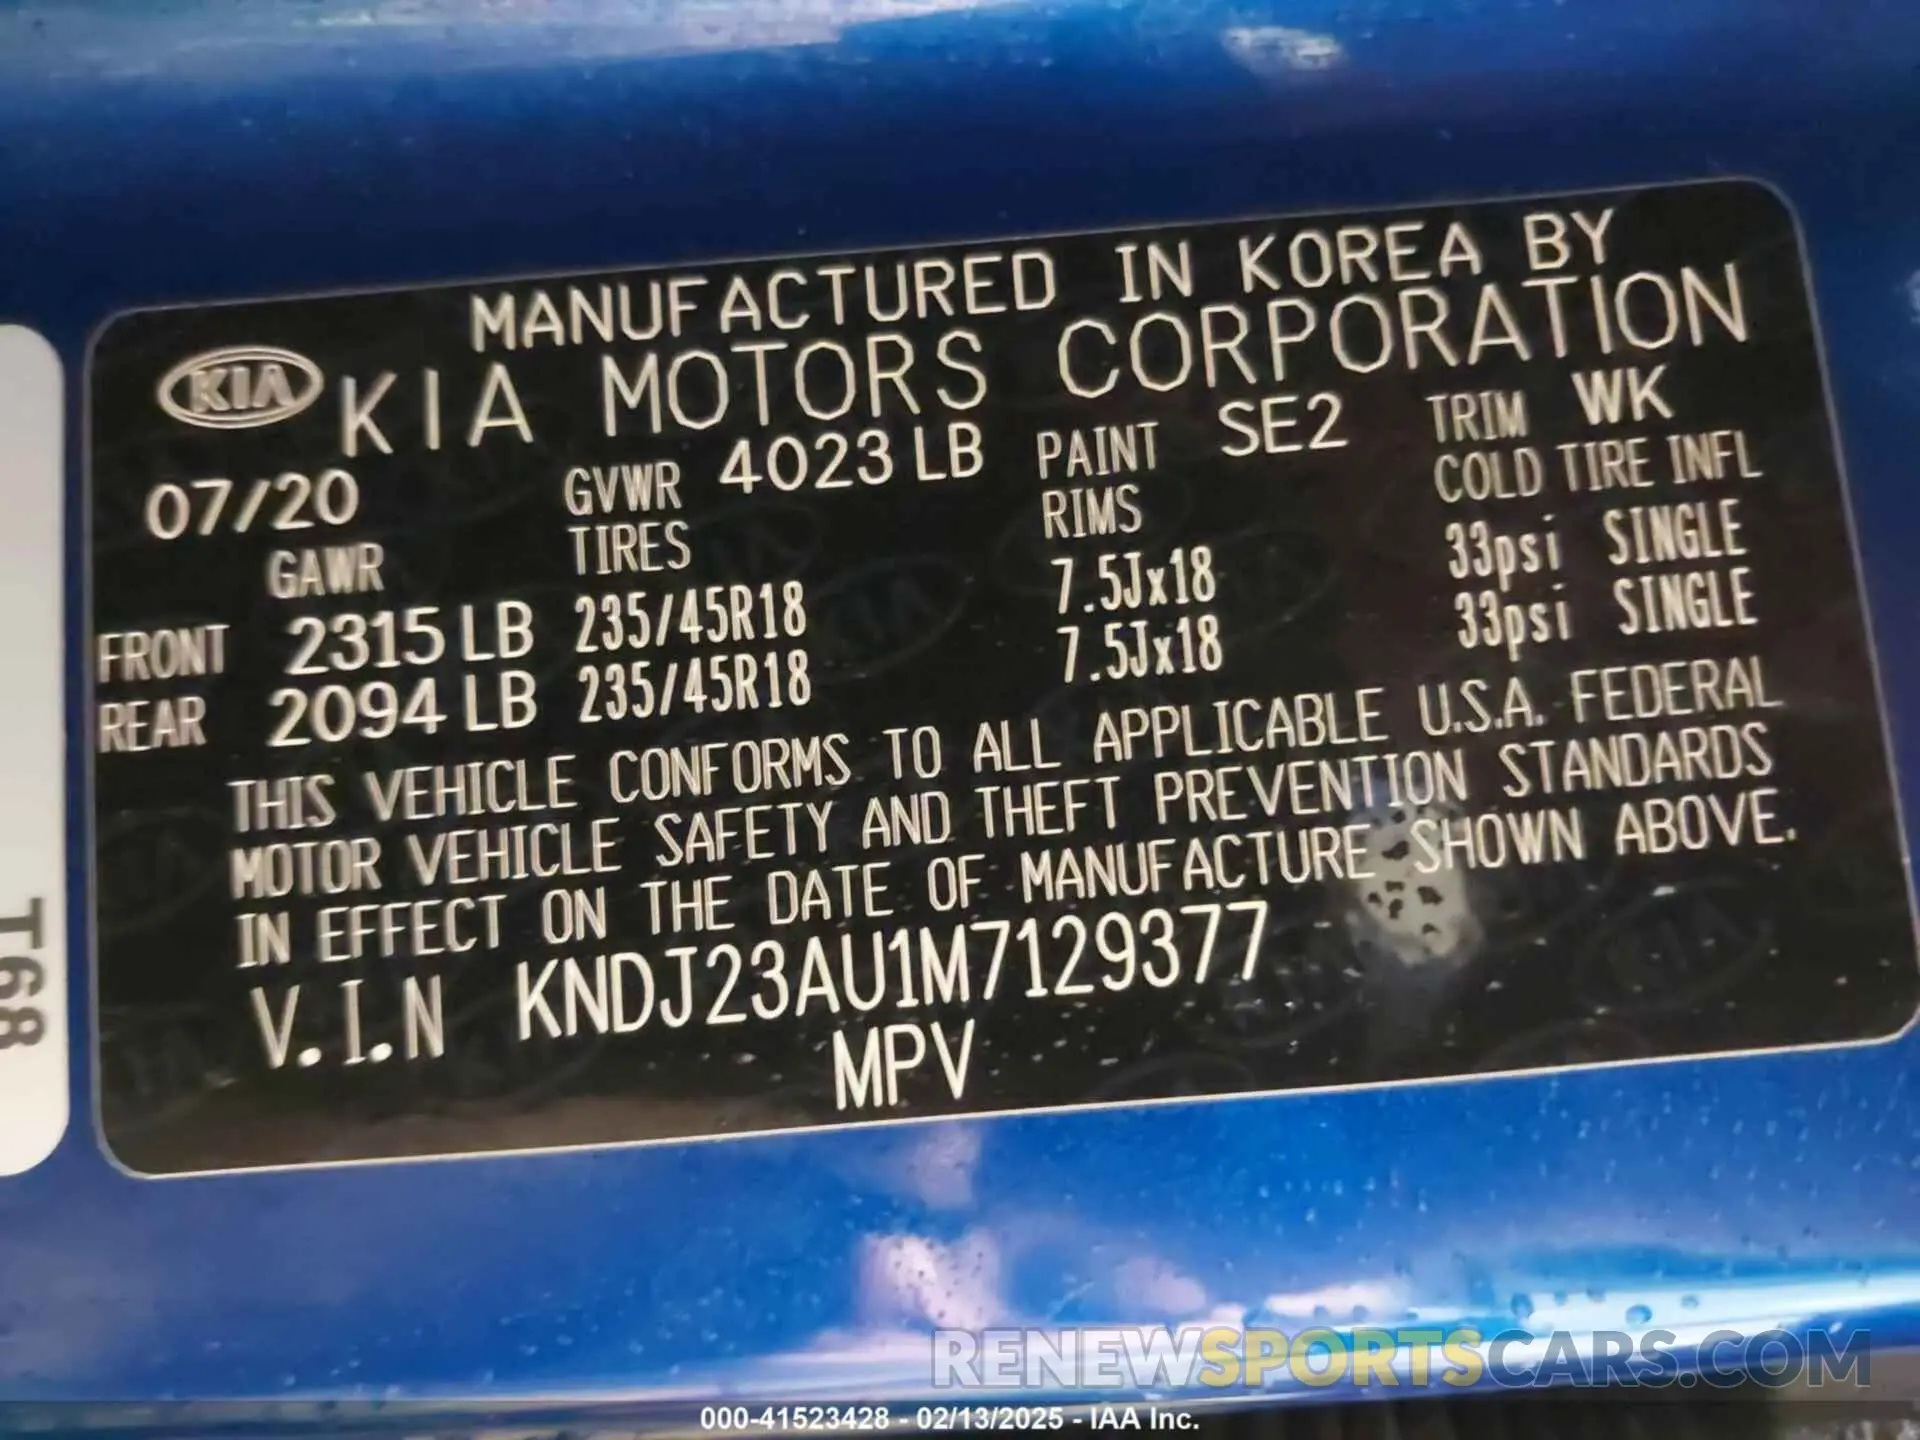 MANUFACTURED IN KOREA BY
KIA KIA MOTORS CORPORATION
07/20 GVWR 4023 LB PAINT SE2 TRIM WK
GAWR TIRES RIMS COLD TIRE INFL
FRONT 2315 LB 235/45R18 7.5Jx18 33psi SINGLE
REAR 2094 LB 235/45R18 7.5Jx18 33psi SINGLE
THIS VEHICLE CONFORMS TO ALL APPLICABLE U.S.A. FEDERAL
MOTOR VEHICLE SAFETY AND THEFT PREVENTION STANDARDS
IN EFFECT ON THE DATE OF MANUFACTURE SHOWN ABOVE.
V.I.N KNDJ23AU1M7129377
MPV
T68
RENEWSPORTSCARS.COM
000-41523428 - 02/13/2025 - IAA Inc.